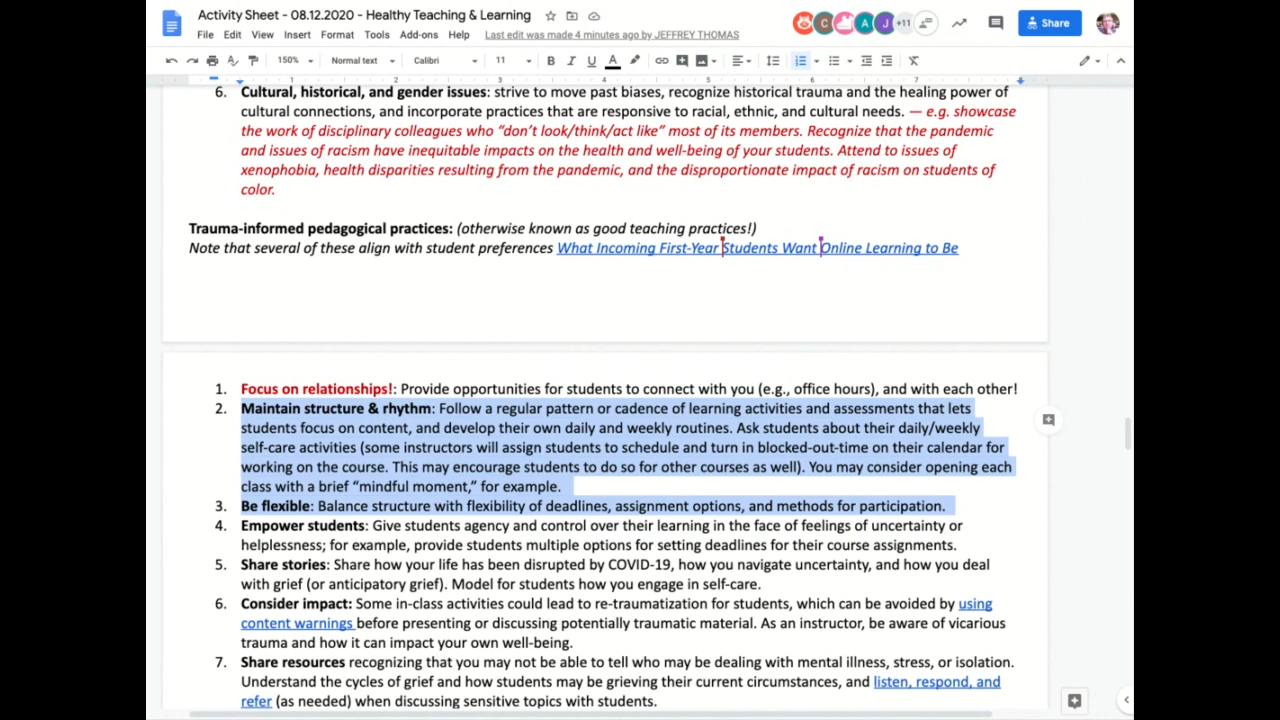 Activity Sheet - 08.12.2020 - Healthy Teaching & Learning
C A J +11
Share
File Edit View Insert Format Tools Add-ons Help Last edit was made 4 minutes ago by JEFFREY THOMAS
150% Normal text Calibri 11 B I U A
1 2 3 4 5 6 7
6. Cultural, historical, and gender issues: strive to move past biases, recognize historical trauma and the healing power of
cultural connections, and incorporate practices that are responsive to racial, ethnic, and cultural needs. — e.g. showcase
the work of disciplinary colleagues who “don’t look/think/act like” most of its members. Recognize that the pandemic
and issues of racism have inequitable impacts on the health and well-being of your students. Attend to issues of
xenophobia, health disparities resulting from the pandemic, and the disproportionate impact of racism on students of
color.
Trauma-informed pedagogical practices: (otherwise known as good teaching practices!)
Note that several of these align with student preferences What Incoming First-Year Students Want Online Learning to Be
1. Focus on relationships!: Provide opportunities for students to connect with you (e.g., office hours), and with each other!
2. Maintain structure & rhythm: Follow a regular pattern or cadence of learning activities and assessments that lets
students focus on content, and develop their own daily and weekly routines. Ask students about their daily/weekly
self-care activities (some instructors will assign students to schedule and turn in blocked-out-time on their calendar for
working on the course. This may encourage students to do so for other courses as well). You may consider opening each
class with a brief “mindful moment,” for example.
3. Be flexible: Balance structure with flexibility of deadlines, assignment options, and methods for participation.
4. Empower students: Give students agency and control over their learning in the face of feelings of uncertainty or
helplessness; for example, provide students multiple options for setting deadlines for their course assignments.
5. Share stories: Share how your life has been disrupted by COVID-19, how you navigate uncertainty, and how you deal
with grief (or anticipatory grief). Model for students how you engage in self-care.
6. Consider impact: Some in-class activities could lead to re-traumatization for students, which can be avoided by using
content warnings before presenting or discussing potentially traumatic material. As an instructor, be aware of vicarious
trauma and how it can impact your own well-being.
7. Share resources recognizing that you may not be able to tell who may be dealing with mental illness, stress, or isolation.
Understand the cycles of grief and how students may be grieving their current circumstances, and listen, respond, and
refer (as needed) when discussing sensitive topics with students.